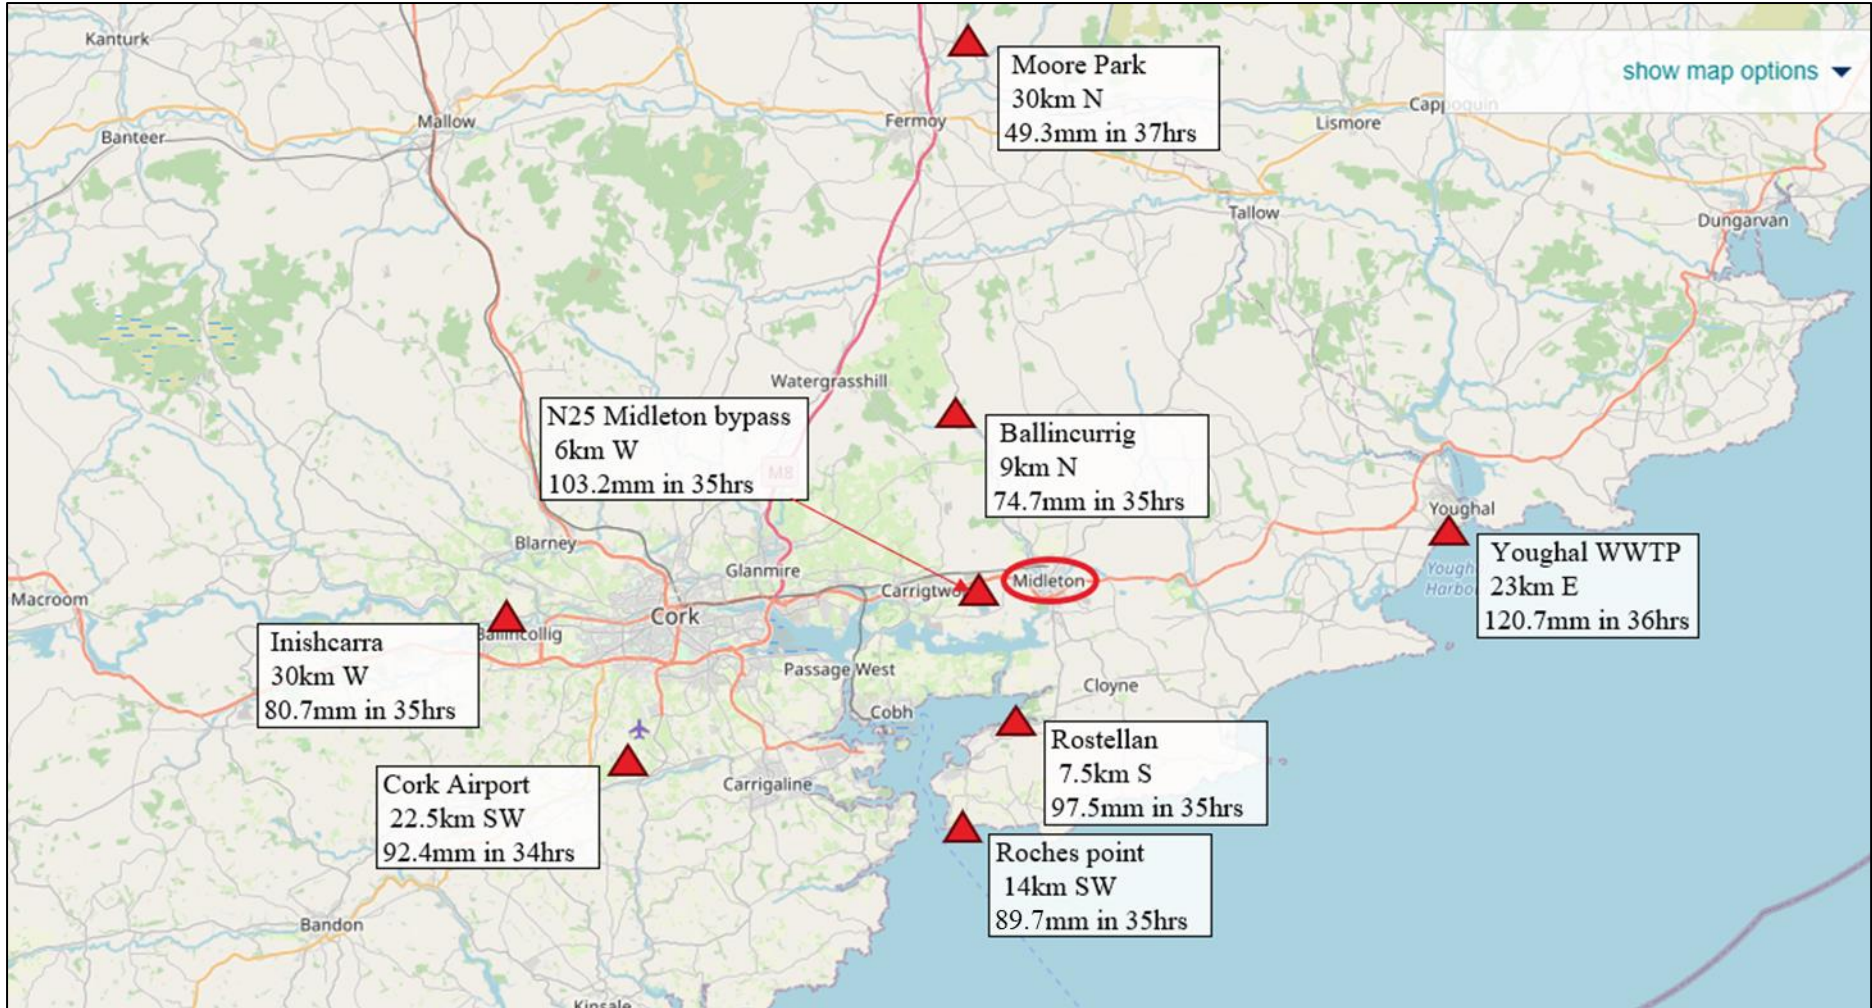 Kanturk
Moore Park
30km N
49.3mm in 37hrs
show map options
Cappoquin
Mallow
Fermoy
Lismore
Banteer
Tallow
Dungarvan
Watergrasshill
N25 Midleton bypass
6km W
103.2mm in 35hrs
M8
Ballincurrig
9km N
74.7mm in 35hrs
Youghal
Blarney
Glanmire
Youghal WWTP
23km E
120.7mm in 36hrs
Macroom
Carrigtwo
Midleton
Cork
Ballincollig
Inishcarra
30km W
80.7mm in 35hrs
Passage West
Cloyne
Cobh
Rostellan
7.5km S
97.5mm in 35hrs
Cork Airport
22.5km SW
92.4mm in 34hrs
Carrigaline
Roches point
14km SW
89.7mm in 35hrs
Bandon
Kinsale